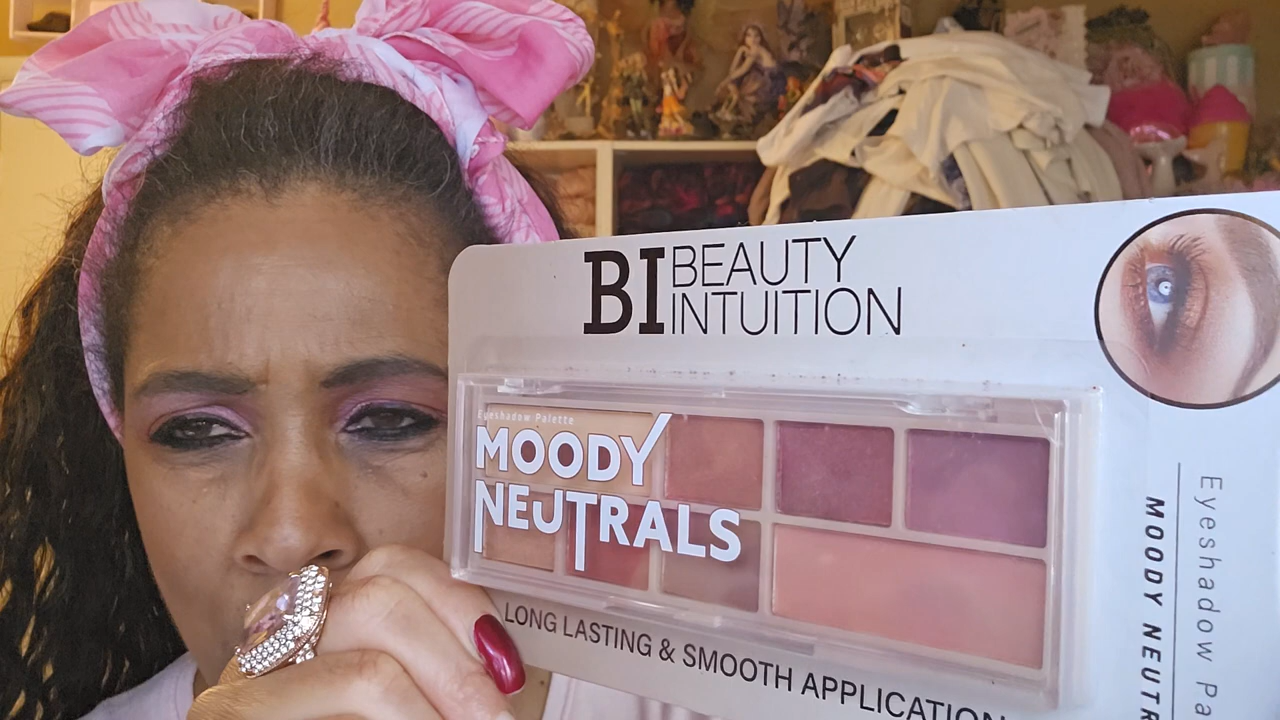 BI BEAUTY
INTUITION
Eyeshadow Palette
MOODY
NEUTRALS
LONG LASTING & SMOOTH APPLICATION
Eyeshadow Pa
MOODY NEUTR